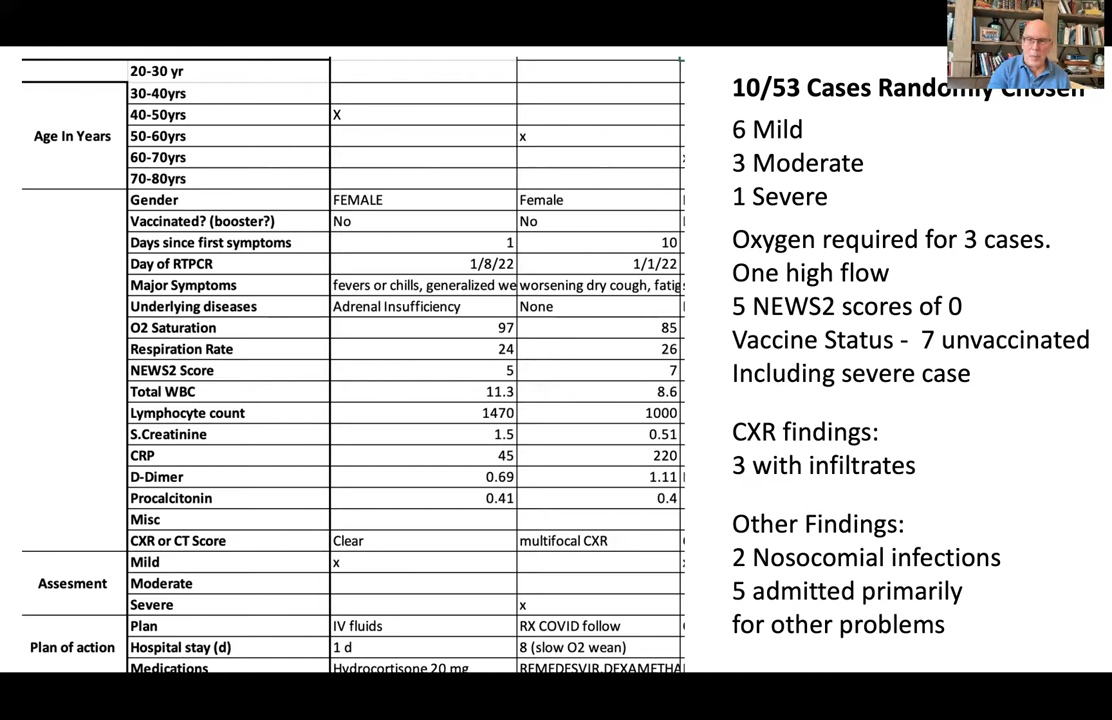 20-30 yr
30-40yrs
Age In Years
40-50yrs X
50-60yrs x
60-70yrs
70-80yrs
Gender FEMALE Female
Vaccinated? (booster?) No No
Days since first symptoms 1 10
Day of RTPCR 1/8/22 1/1/22
Major Symptoms fevers or chills, generalized we worsening dry cough, fatig
Underlying diseases Adrenal Insufficiency None
O2 Saturation 97 85
Respiration Rate 24 26
NEWS2 Score 5 7
Total WBC 11.3 8.6
Lymphocyte count 1470 1000
S.Creatinine 1.5 0.51
CRP 45 220
D-Dimer 0.69 1.11
Procalcitonin 0.41 0.4
Misc
CXR or CT Score Clear multifocal CXR
Assesment
Mild x
Moderate
Severe x
Plan of action
Plan IV fluids RX COVID follow
Hospital stay (d) 1 d 8 (slow O2 wean)
Medications Hydrocortisone 20 mg REMEDESVIR,DEXAMETHA
10/53 Cases Randomly Chosen
6 Mild
3 Moderate
1 Severe
Oxygen required for 3 cases.
One high flow
5 NEWS2 scores of 0
Vaccine Status - 7 unvaccinated
Including severe case
CXR findings:
3 with infiltrates
Other Findings:
2 Nosocomial infections
5 admitted primarily
for other problems